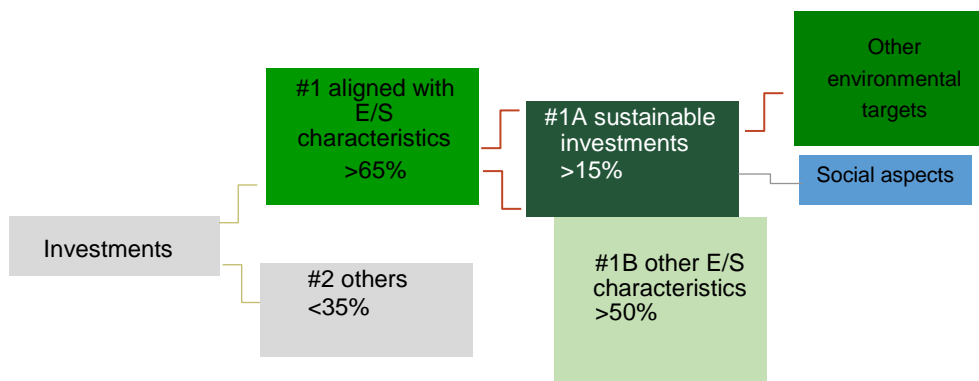 Investments
#1 aligned with
E/S
characteristics
>65%
#2 others
<35%
#1A sustainable
investments
>15%
#1B other E/S
characteristics
>50%
Other
environmental
targets
Social aspects